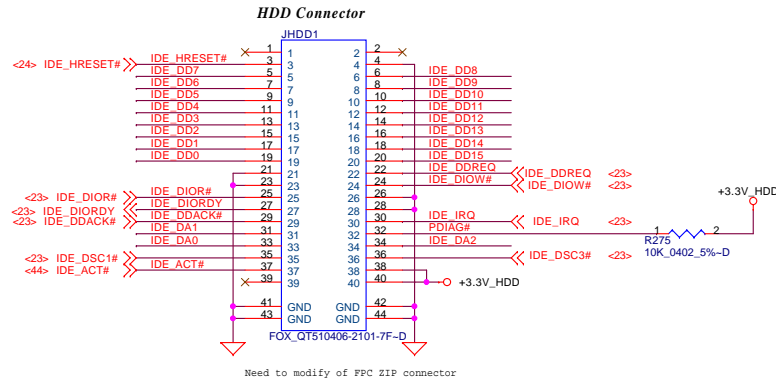 HDD Connector
JHDD1
1 1 2 2
<24> IDE_HRESET# IDE_HRESET# 3 3 4 4
IDE_DD7 5 5 6 6 IDE_DD8
IDE_DD6 7 7 8 8 IDE_DD9
IDE_DD5 9 9 10 10 IDE_DD10
IDE_DD4 11 11 12 12 IDE_DD11
IDE_DD3 13 13 14 14 IDE_DD12
IDE_DD2 15 15 16 16 IDE_DD13
IDE_DD1 17 17 18 18 IDE_DD14
IDE_DD0 19 19 20 20 IDE_DD15
21 21 22 22 IDE_DDREQ IDE_DDREQ <23>
23 23 24 24 IDE_DIOW# IDE_DIOW# <23>
<23> IDE_DIOR# IDE_DIOR# 25 25 26 26
<23> IDE_DIORDY IDE_DIORDY 27 27 28 28
<23> IDE_DDACK# IDE_DDACK# 29 29 30 30 IDE_IRQ IDE_IRQ <23>
IDE_DA1 31 31 32 32 PDIAG# 1 2 +3.3V_HDD
R275
10K_0402_5%~D
IDE_DA0 33 33 34 34 IDE_DA2
<23> IDE_DSC1# IDE_DSC1# 35 35 36 36 IDE_DSC3# <23>
<44> IDE_ACT# IDE_ACT# 37 37 38 38
39 39 40 40 +3.3V_HDD
41 GND GND 42
43 GND GND 44
FOX_QT510406-2101-7F~D
Need to modify of FPC ZIP connector